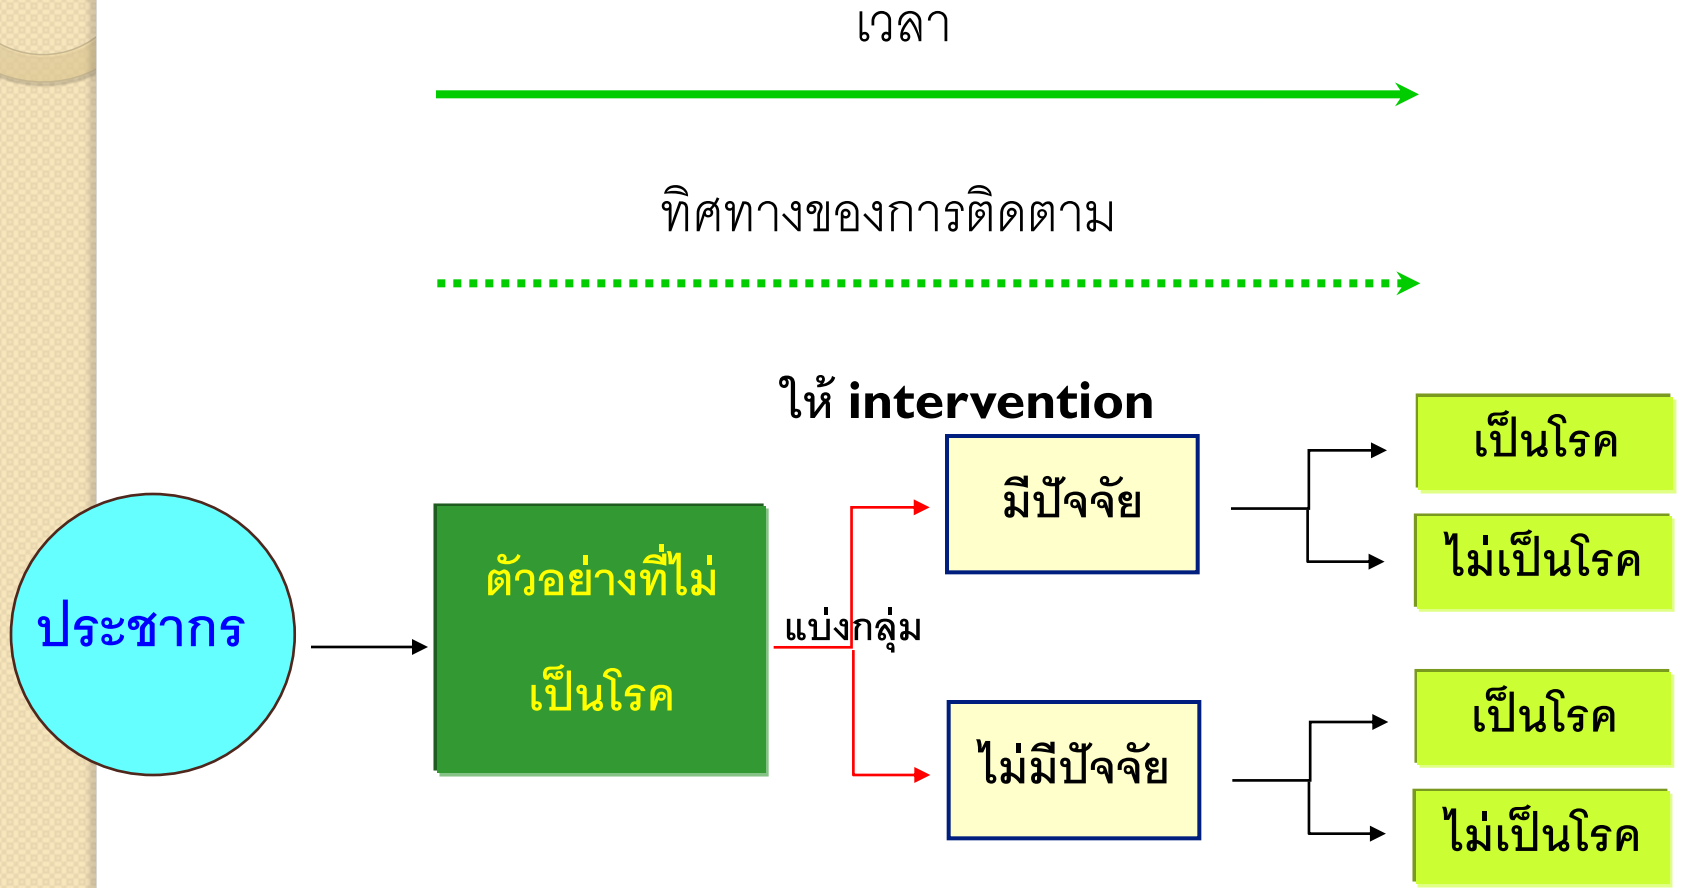 เวลา
ทิศทางของการติดตาม
ให้ intervention
ประชากร
ตัวอย่างที่ไม่
เป็นโรค
แบ่งกลุ่ม
มีปัจจัย
ไม่มีปัจจัย
เป็นโรค
ไม่เป็นโรค
เป็นโรค
ไม่เป็นโรค